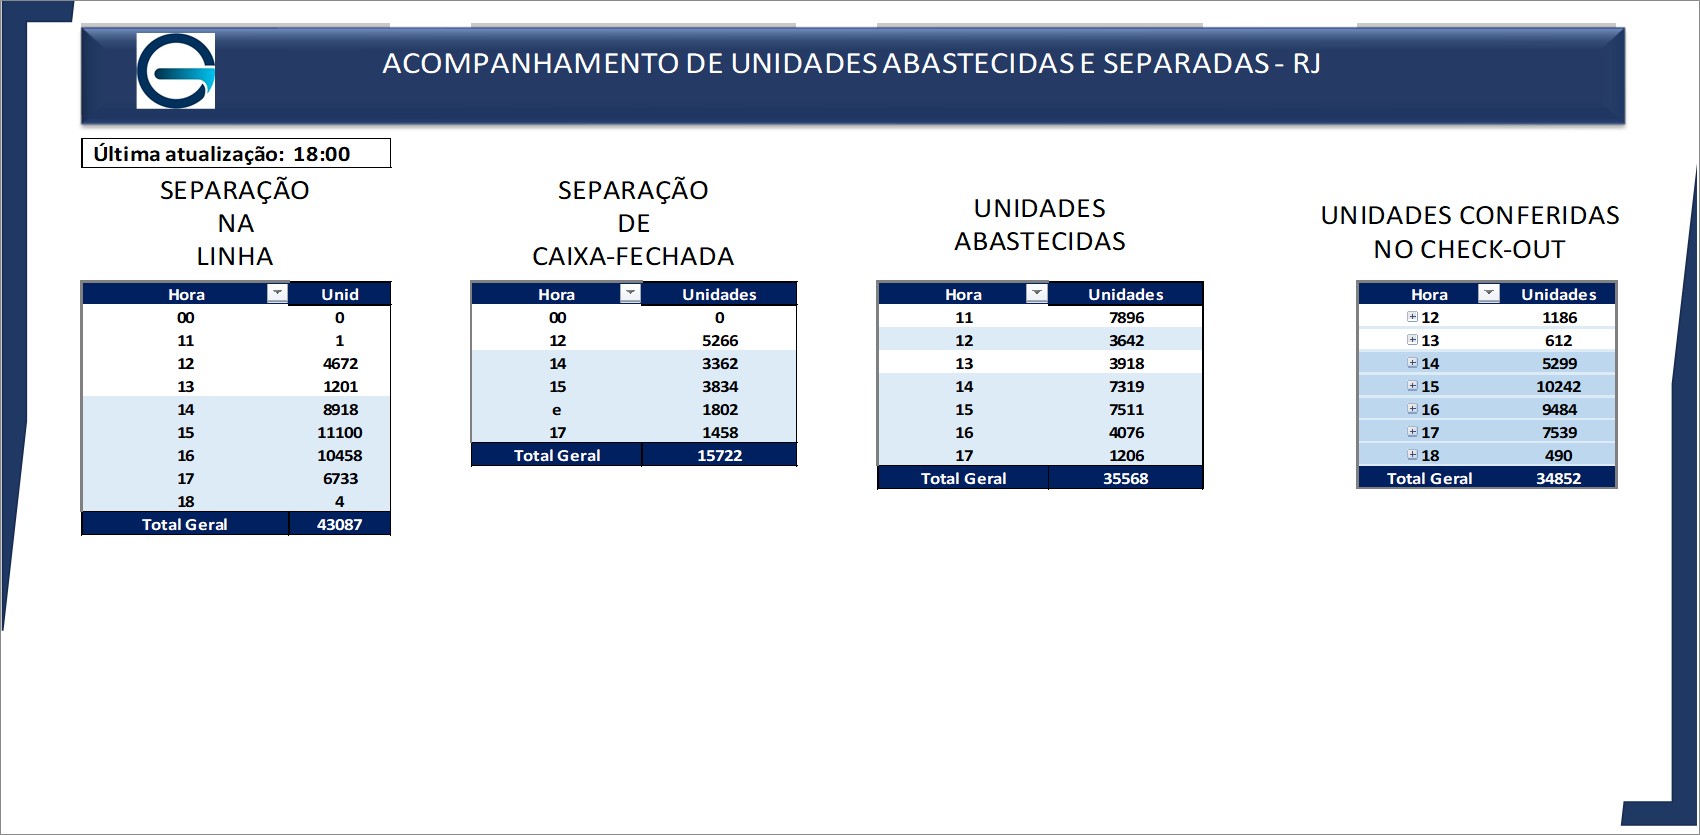 ACOMPANHAMENTO DE UNIDADES ABASTECIDAS E SEPARADAS - RJ
Última atualização: 18:00
SEPARAÇÃO
NA
LINHA
Hora Unid
00 0
11 1
12 4672
13 1201
14 8918
15 11100
16 10458
17 6733
18 4
Total Geral 43087
SEPARAÇÃO
DE
CAIXA-FECHADA
Hora Unidades
00 0
12 5266
14 3362
15 3834
e 1802
17 1458
Total Geral 15722
UNIDADES
ABASTECIDAS
Hora Unidades
11 7896
12 3642
13 3918
14 7319
15 7511
16 4076
17 1206
Total Geral 35568
UNIDADES CONFERIDAS
NO CHECK-OUT
Hora Unidades
12 1186
13 612
14 5299
15 10242
16 9484
17 7539
18 490
Total Geral 34852